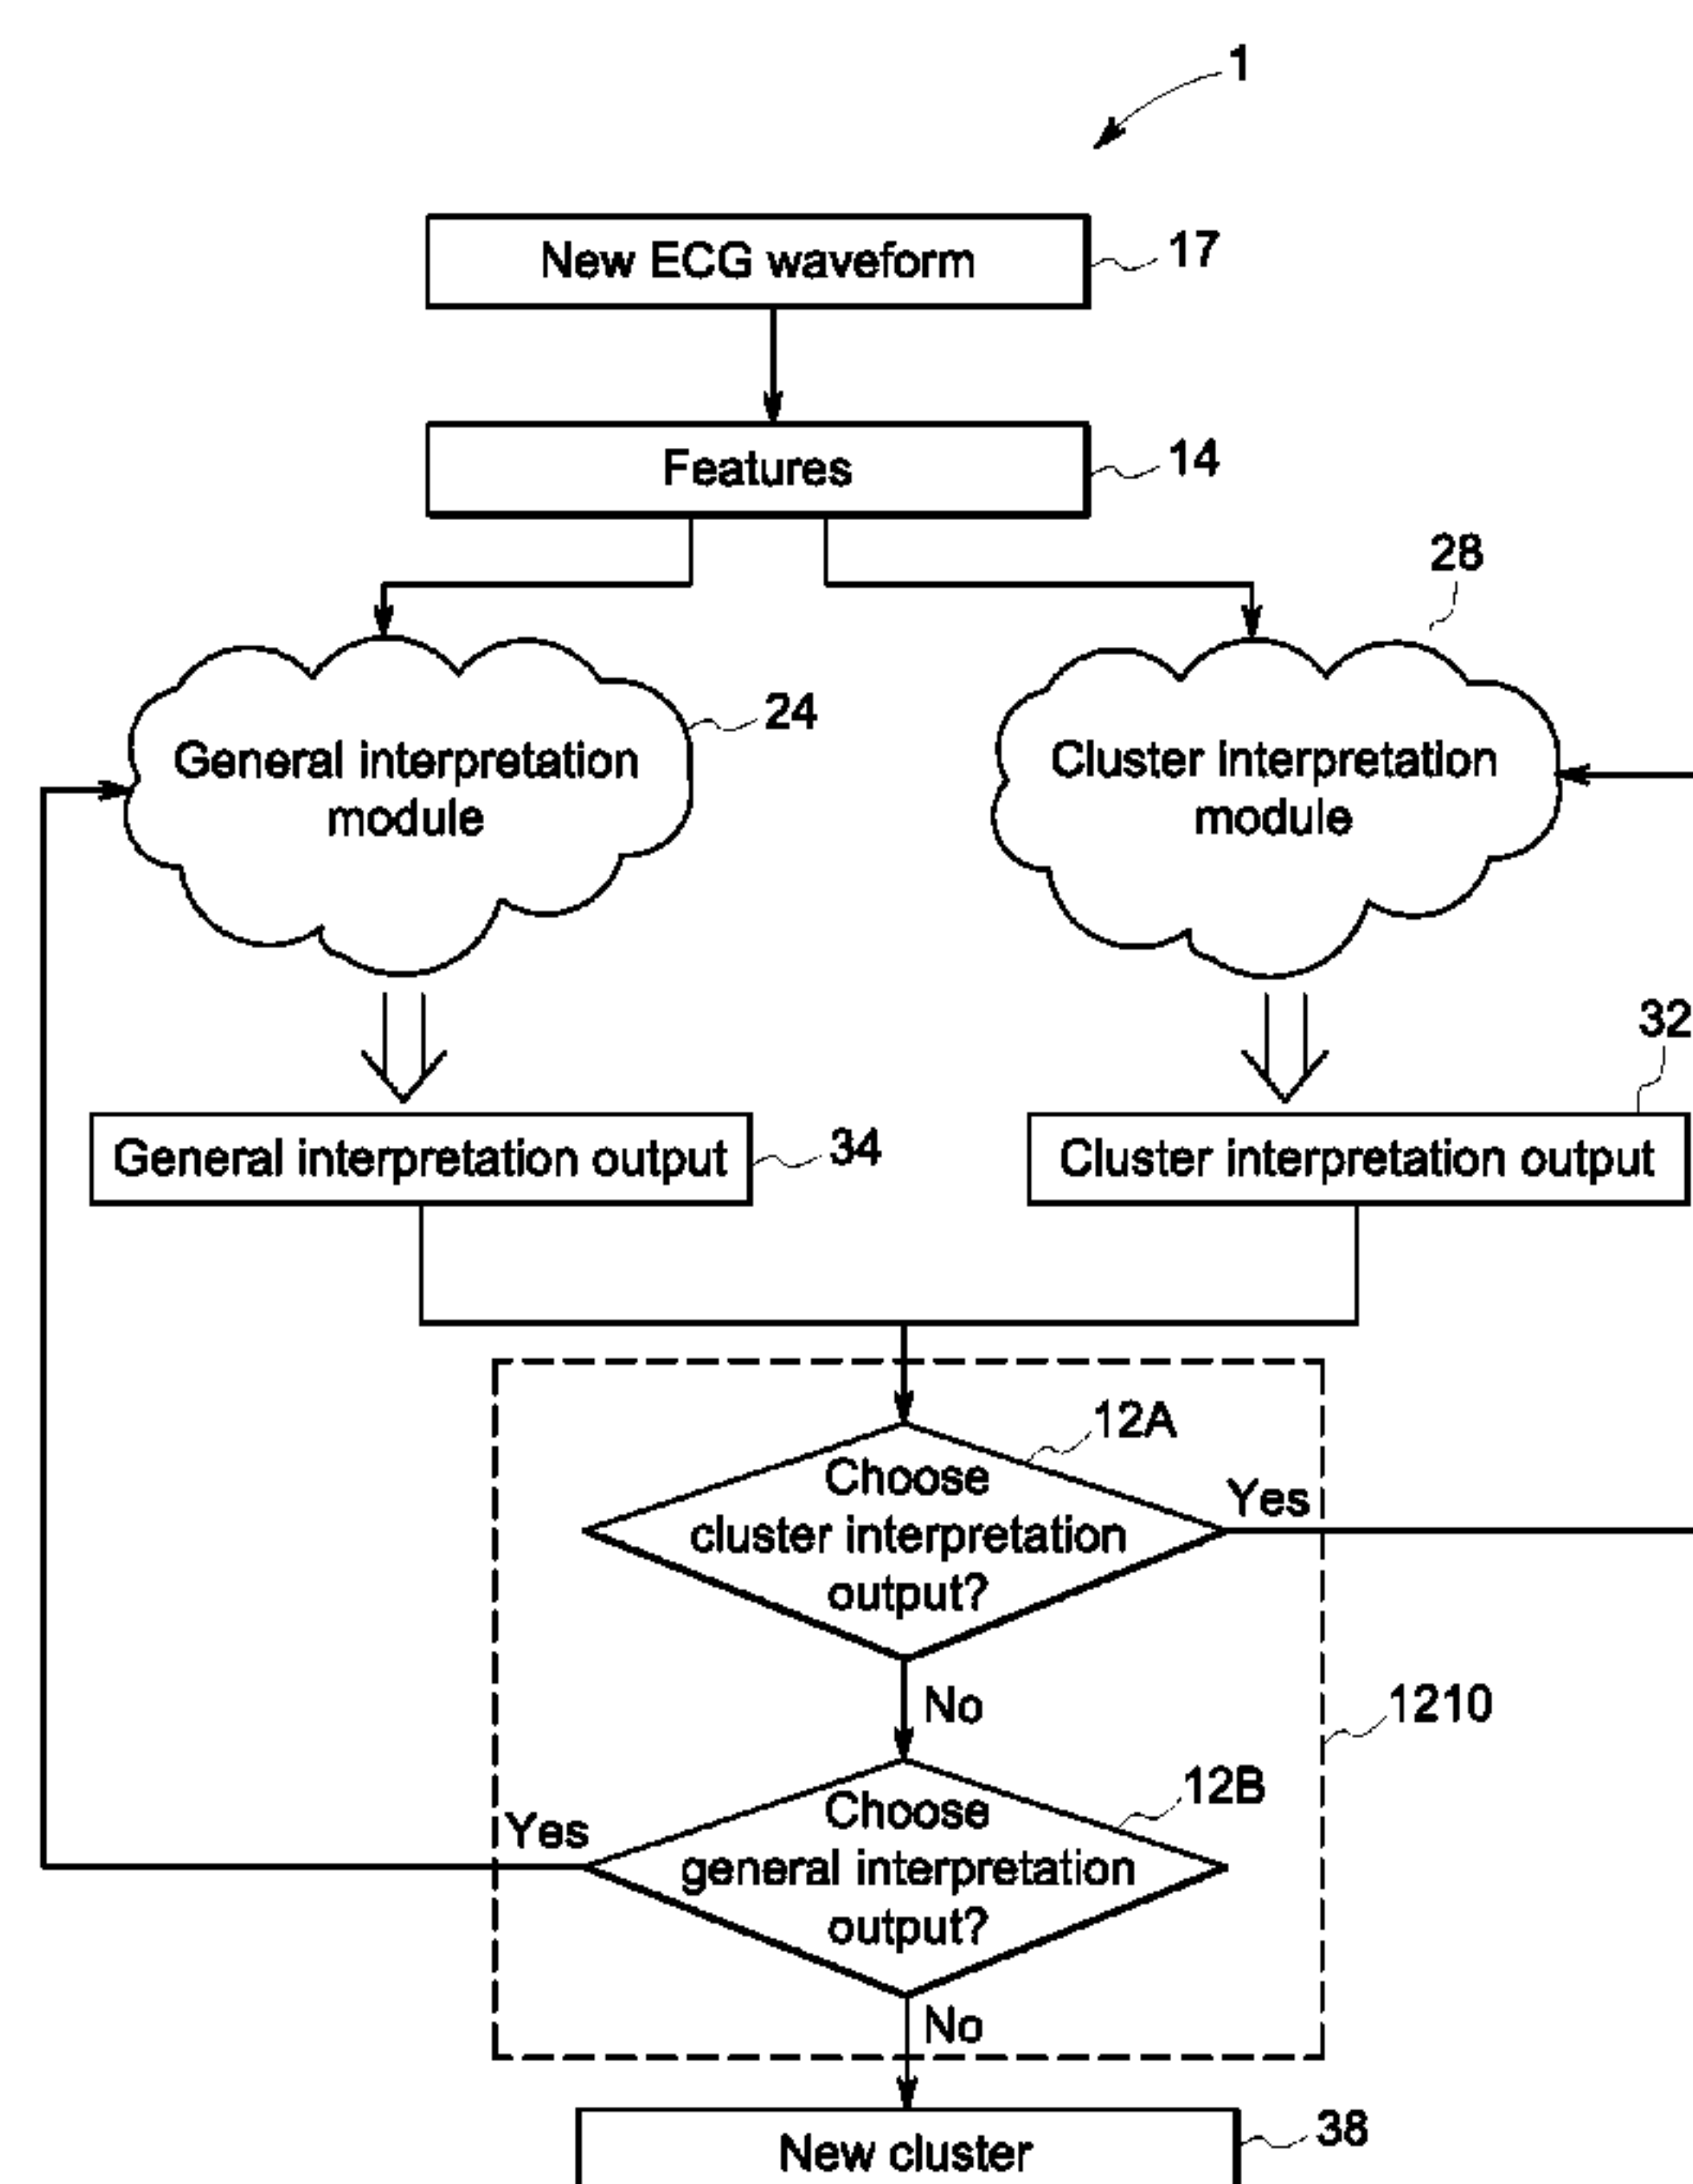 1
New ECG waveform
17
Features
14
28
24
General interpretation
module
Cluster interpretation
module
32
General interpretation output
34
Cluster interpretation output
12A
Choose
cluster interpretation
output?
Yes
No
1210
12B
Choose
general interpretation
output?
Yes
No
New cluster
38